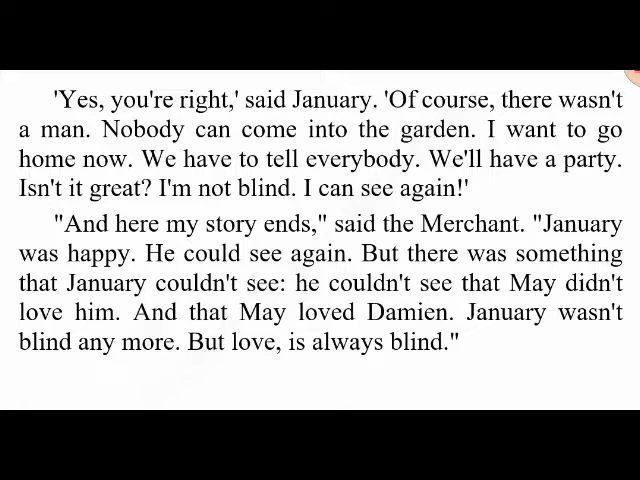 'Yes, you're right,' said January. 'Of course, there wasn't
a man. Nobody can come into the garden. I want to go
home now. We have to tell everybody. We'll have a party.
Isn't it great? I'm not blind. I can see again!'
"And here my story ends," said the Merchant. "January
was happy. He could see again. But there was something
that January couldn't see: he couldn't see that May didn't
love him. And that May loved Damien. January wasn't
blind any more. But love, is always blind."